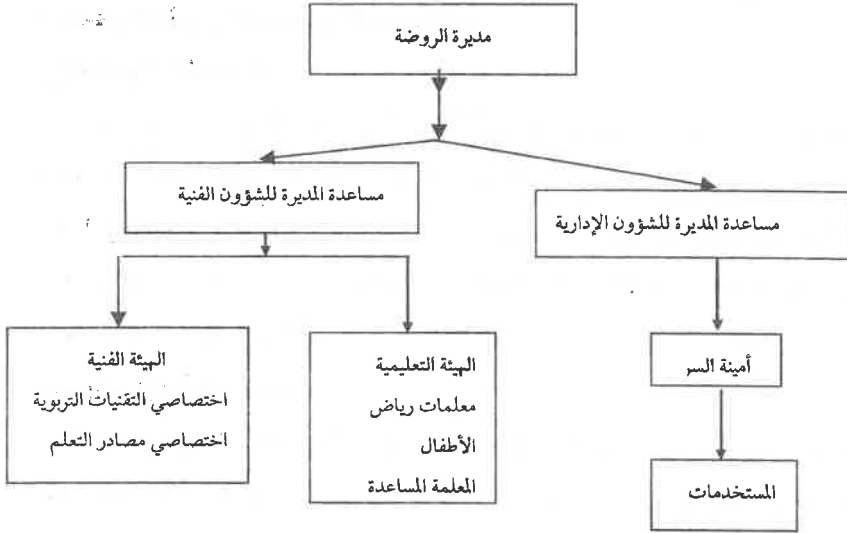 مديرة الروضة
مساعدة المديرة للشؤون الإدارية
مساعدة المديرة للشؤون الفنية
أمينة السر
المستخدمات
الهيئة التعليمية
معلمات رياض
الأطفال
المعلمة المساعدة
الهيئة الفنية
اختصاصي التقنيات التربوية
اختصاصي مصادر التعلم